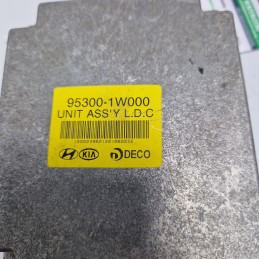 95300-1W000
UNIT ASS'Y L.D.C
KIA DECO